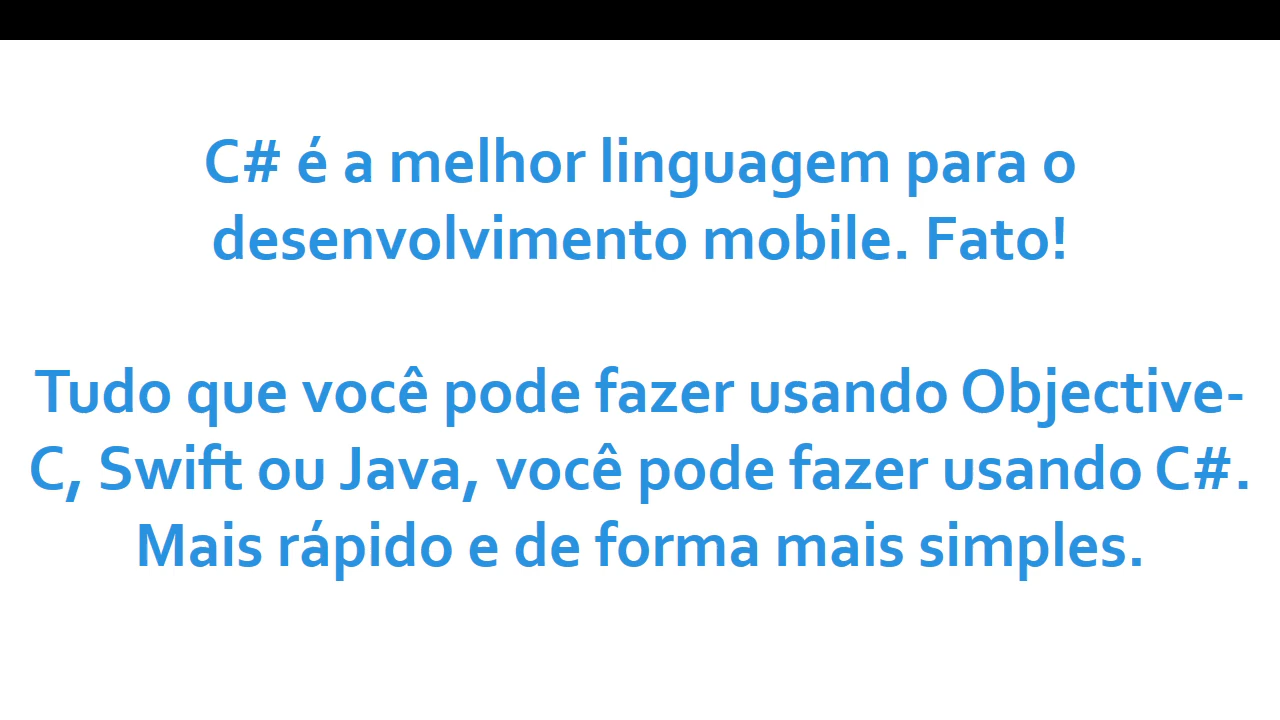 C# é a melhor linguagem para o
desenvolvimento mobile. Fato!
Tudo que você pode fazer usando Objective-
C, Swift ou Java, você pode fazer usando C#.
Mais rápido e de forma mais simples.